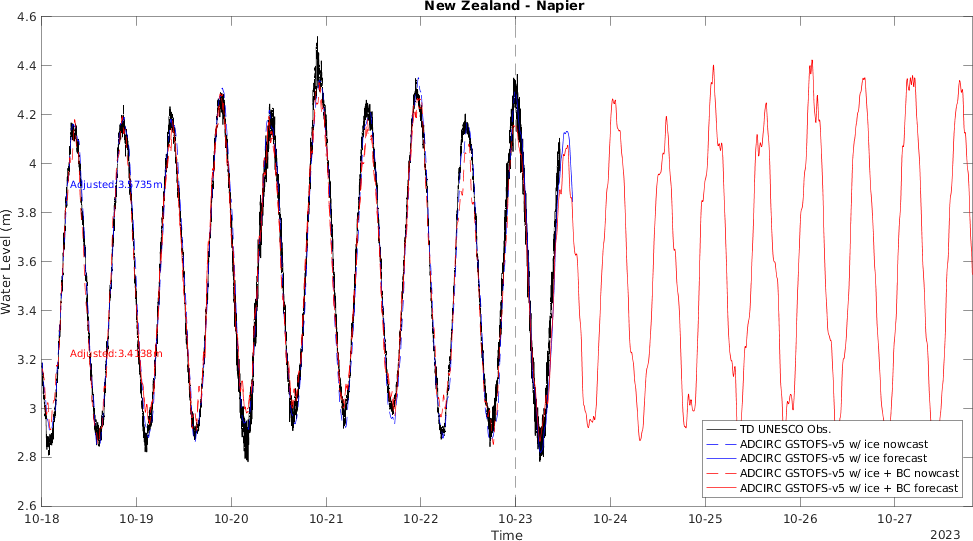 New Zealand - Napier
4.6
4.4
4.2
4
3.8
3.6
3.4
3.2
3
2.8
2.6
Water Level (m)
Adjusted:3.5735m
Adjusted:3.4138m
TD UNESCO Obs.
ADCIRC GSTOFS-v5 w/ ice nowcast
ADCIRC GSTOFS-v5 w/ ice forecast
ADCIRC GSTOFS-v5 w/ ice + BC nowcast
ADCIRC GSTOFS-v5 w/ ice + BC forecast
10-18 10-19 10-20 10-21 10-22 10-23 10-24 10-25 10-26 10-27
Time
2023